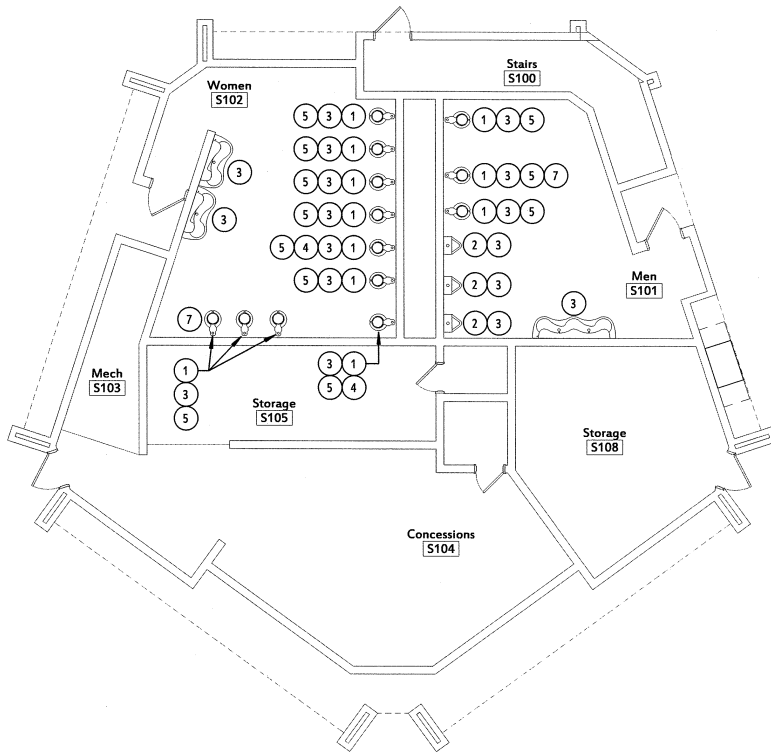 Stairs
S100
Women
S102
5 3 1
1 3 5
5 3 1
5 3 1
1 3 5 7
3
5 3 1
1 3 5
3
5 4 3 1
2 3
5 3 1
2 3
Men
S101
3
7
2 3
1
3
5
3 1
5 4
Mech
S103
Storage
S105
Storage
S108
Concessions
S104